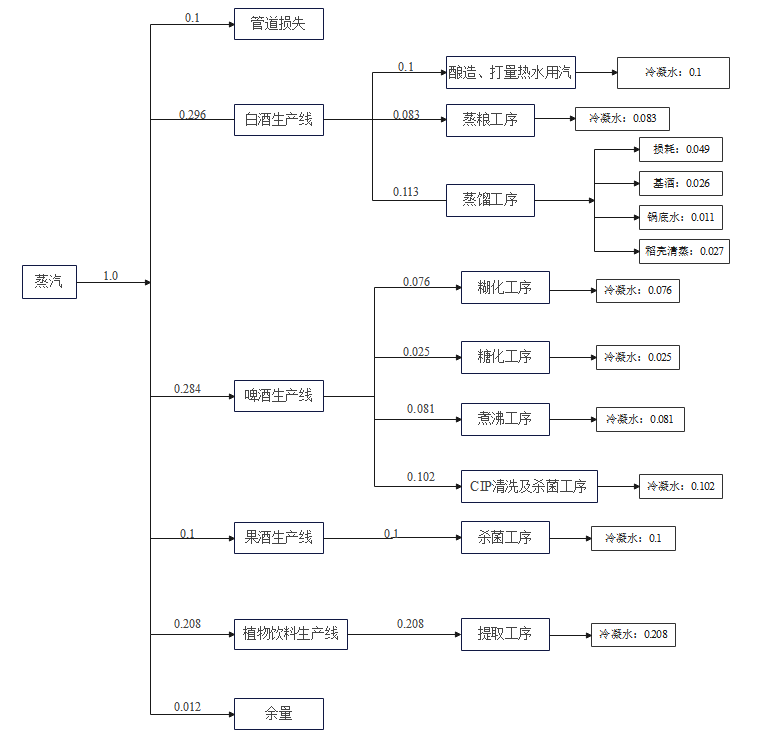 0.1
管道损失
0.1
酿造、打量热水用汽
冷凝水：0.1
0.296
白酒生产线
0.083
蒸粮工序
冷凝水：0.083
0.113
蒸馏工序
损耗：0.049
基酒：0.026
锅底水：0.011
稻壳清蒸：0.027
蒸汽
1.0
0.076
糊化工序
冷凝水：0.076
0.025
糖化工序
冷凝水：0.025
0.284
啤酒生产线
0.081
煮沸工序
冷凝水：0.081
0.102
CIP清洗及杀菌工序
冷凝水：0.102
0.1
果酒生产线
0.1
杀菌工序
冷凝水：0.1
0.208
植物饮料生产线
0.208
提取工序
冷凝水：0.208
0.012
余量